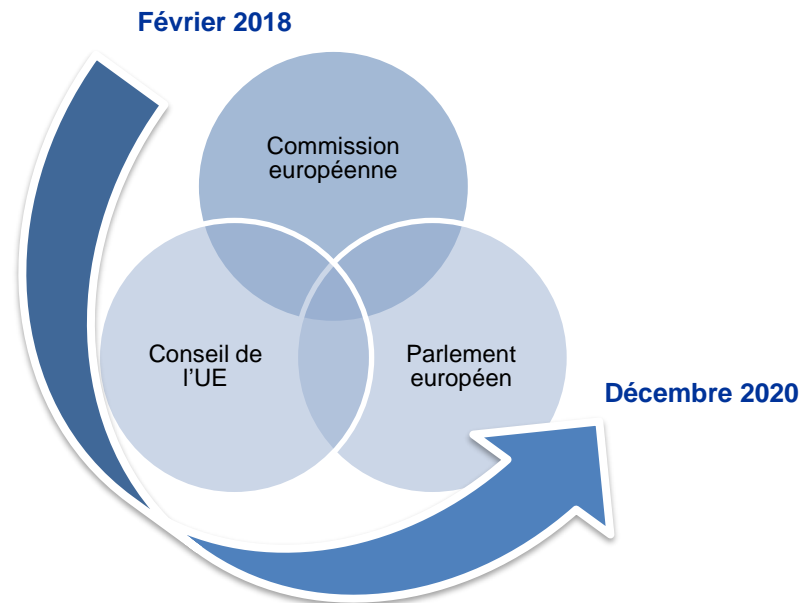 Février 2018
Commission
européenne
Conseil de
l’UE
Parlement
européen
Décembre 2020